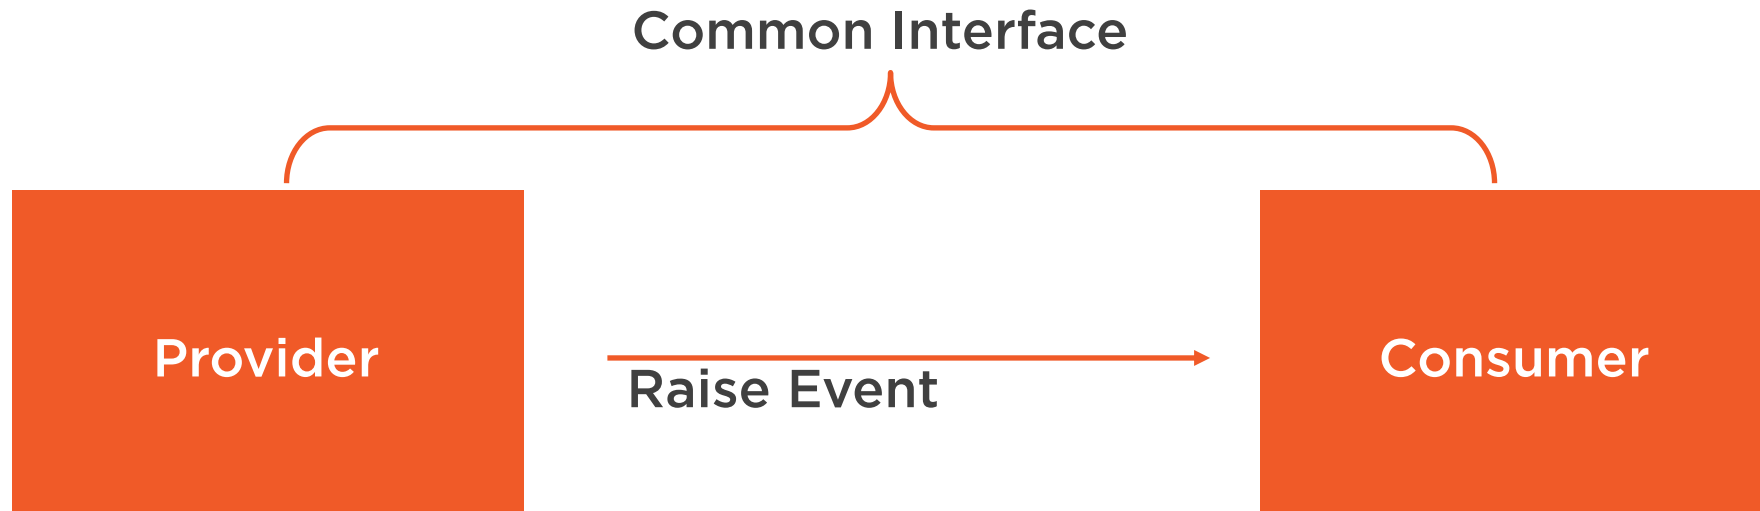 Common Interface
Provider
Raise Event
Consumer